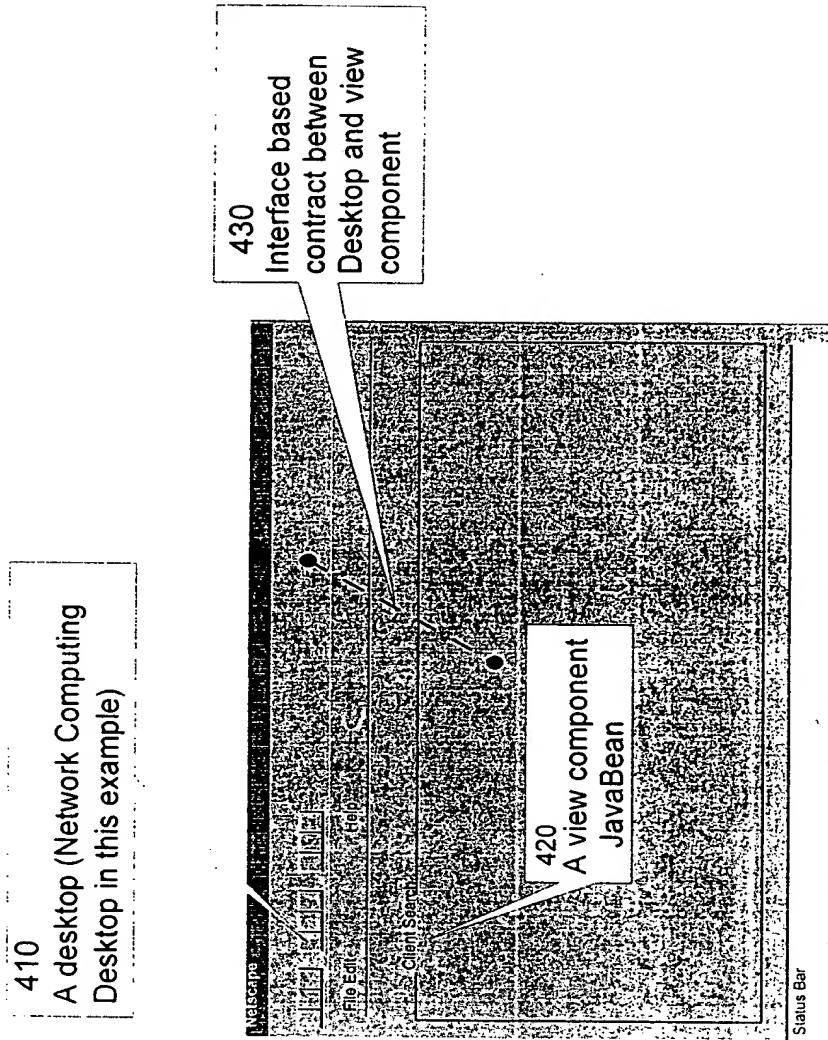 410
A desktop (Network Computing
Desktop in this example)
430
Interface based
contract between
Desktop and view
component
Netscape
File Edit
Help
Client Search
420
A view component
JavaBean
Status Bar